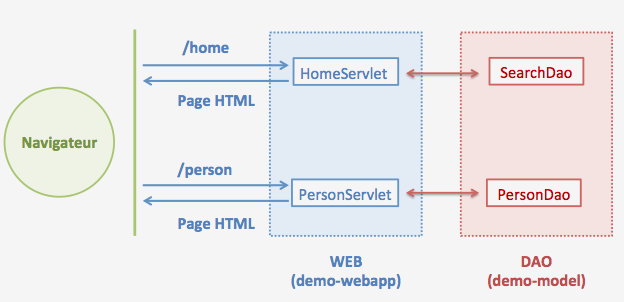 /home
HomeServlet
SearchDao
Page HTML
Navigateur
/person
PersonServlet
PersonDao
Page HTML
WEB
(demo-webapp)
DAO
(demo-model)